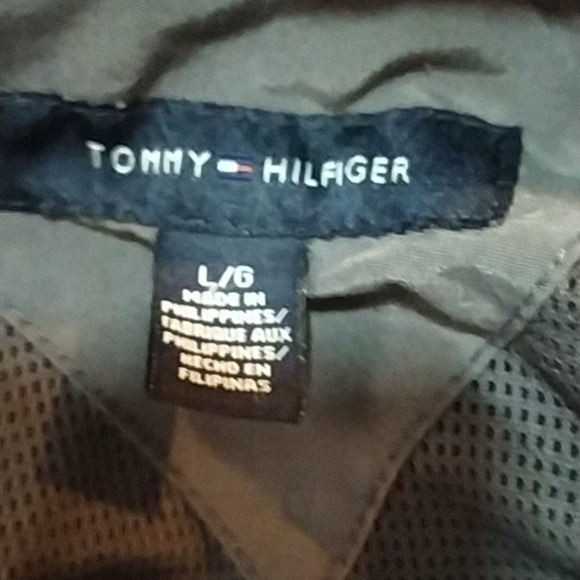 TOMMY HILFIGER
L/G
MADE IN
PHILIPPINES/
FABRIQUE AUX
PHILIPPINES/
HECHO EN
FILIPINAS